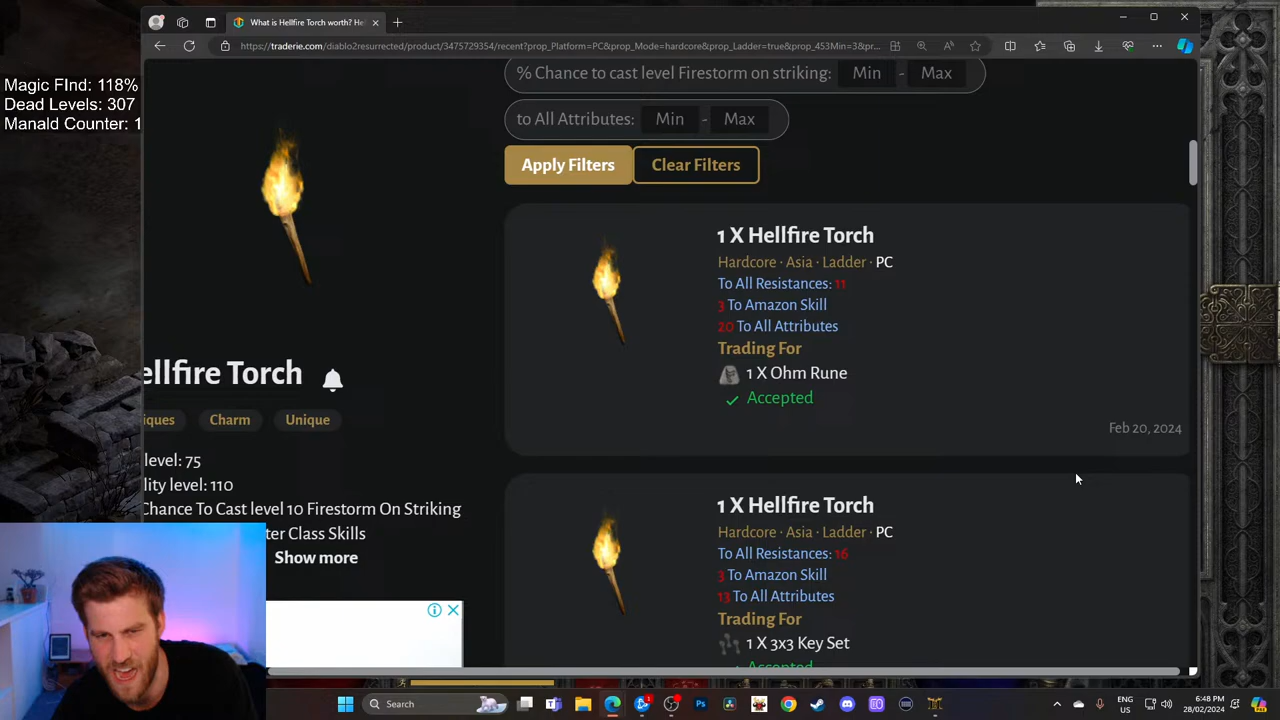 What is Hellfire Torch worth? He
https://traderie.com/diablo2resurrected/product/3475729354/recent?prop_Platform=PC&prop_Mode=hardcore&prop_Ladder=true&prop_453Min=3&pr...
Magic FInd: 118%
Dead Levels: 307
Manald Counter: 1
% Chance to cast level Firestorm on striking: Min - Max
to All Attributes: Min - Max
Apply Filters Clear Filters
ellfire Torch
iques Charm Unique
level: 75
lity level: 110
Chance To Cast level 10 Firestorm On Striking
ter Class Skills
Show more
1 X Hellfire Torch
Hardcore · Asia · Ladder · PC
To All Resistances: 11
3 To Amazon Skill
20 To All Attributes
Trading For
1 X Ohm Rune
Accepted
Feb 20, 2024
1 X Hellfire Torch
Hardcore · Asia · Ladder · PC
To All Resistances: 16
3 To Amazon Skill
13 To All Attributes
Trading For
1 X 3x3 Key Set
Accepted
Search
ENG
US
6:48 PM
28/02/2024